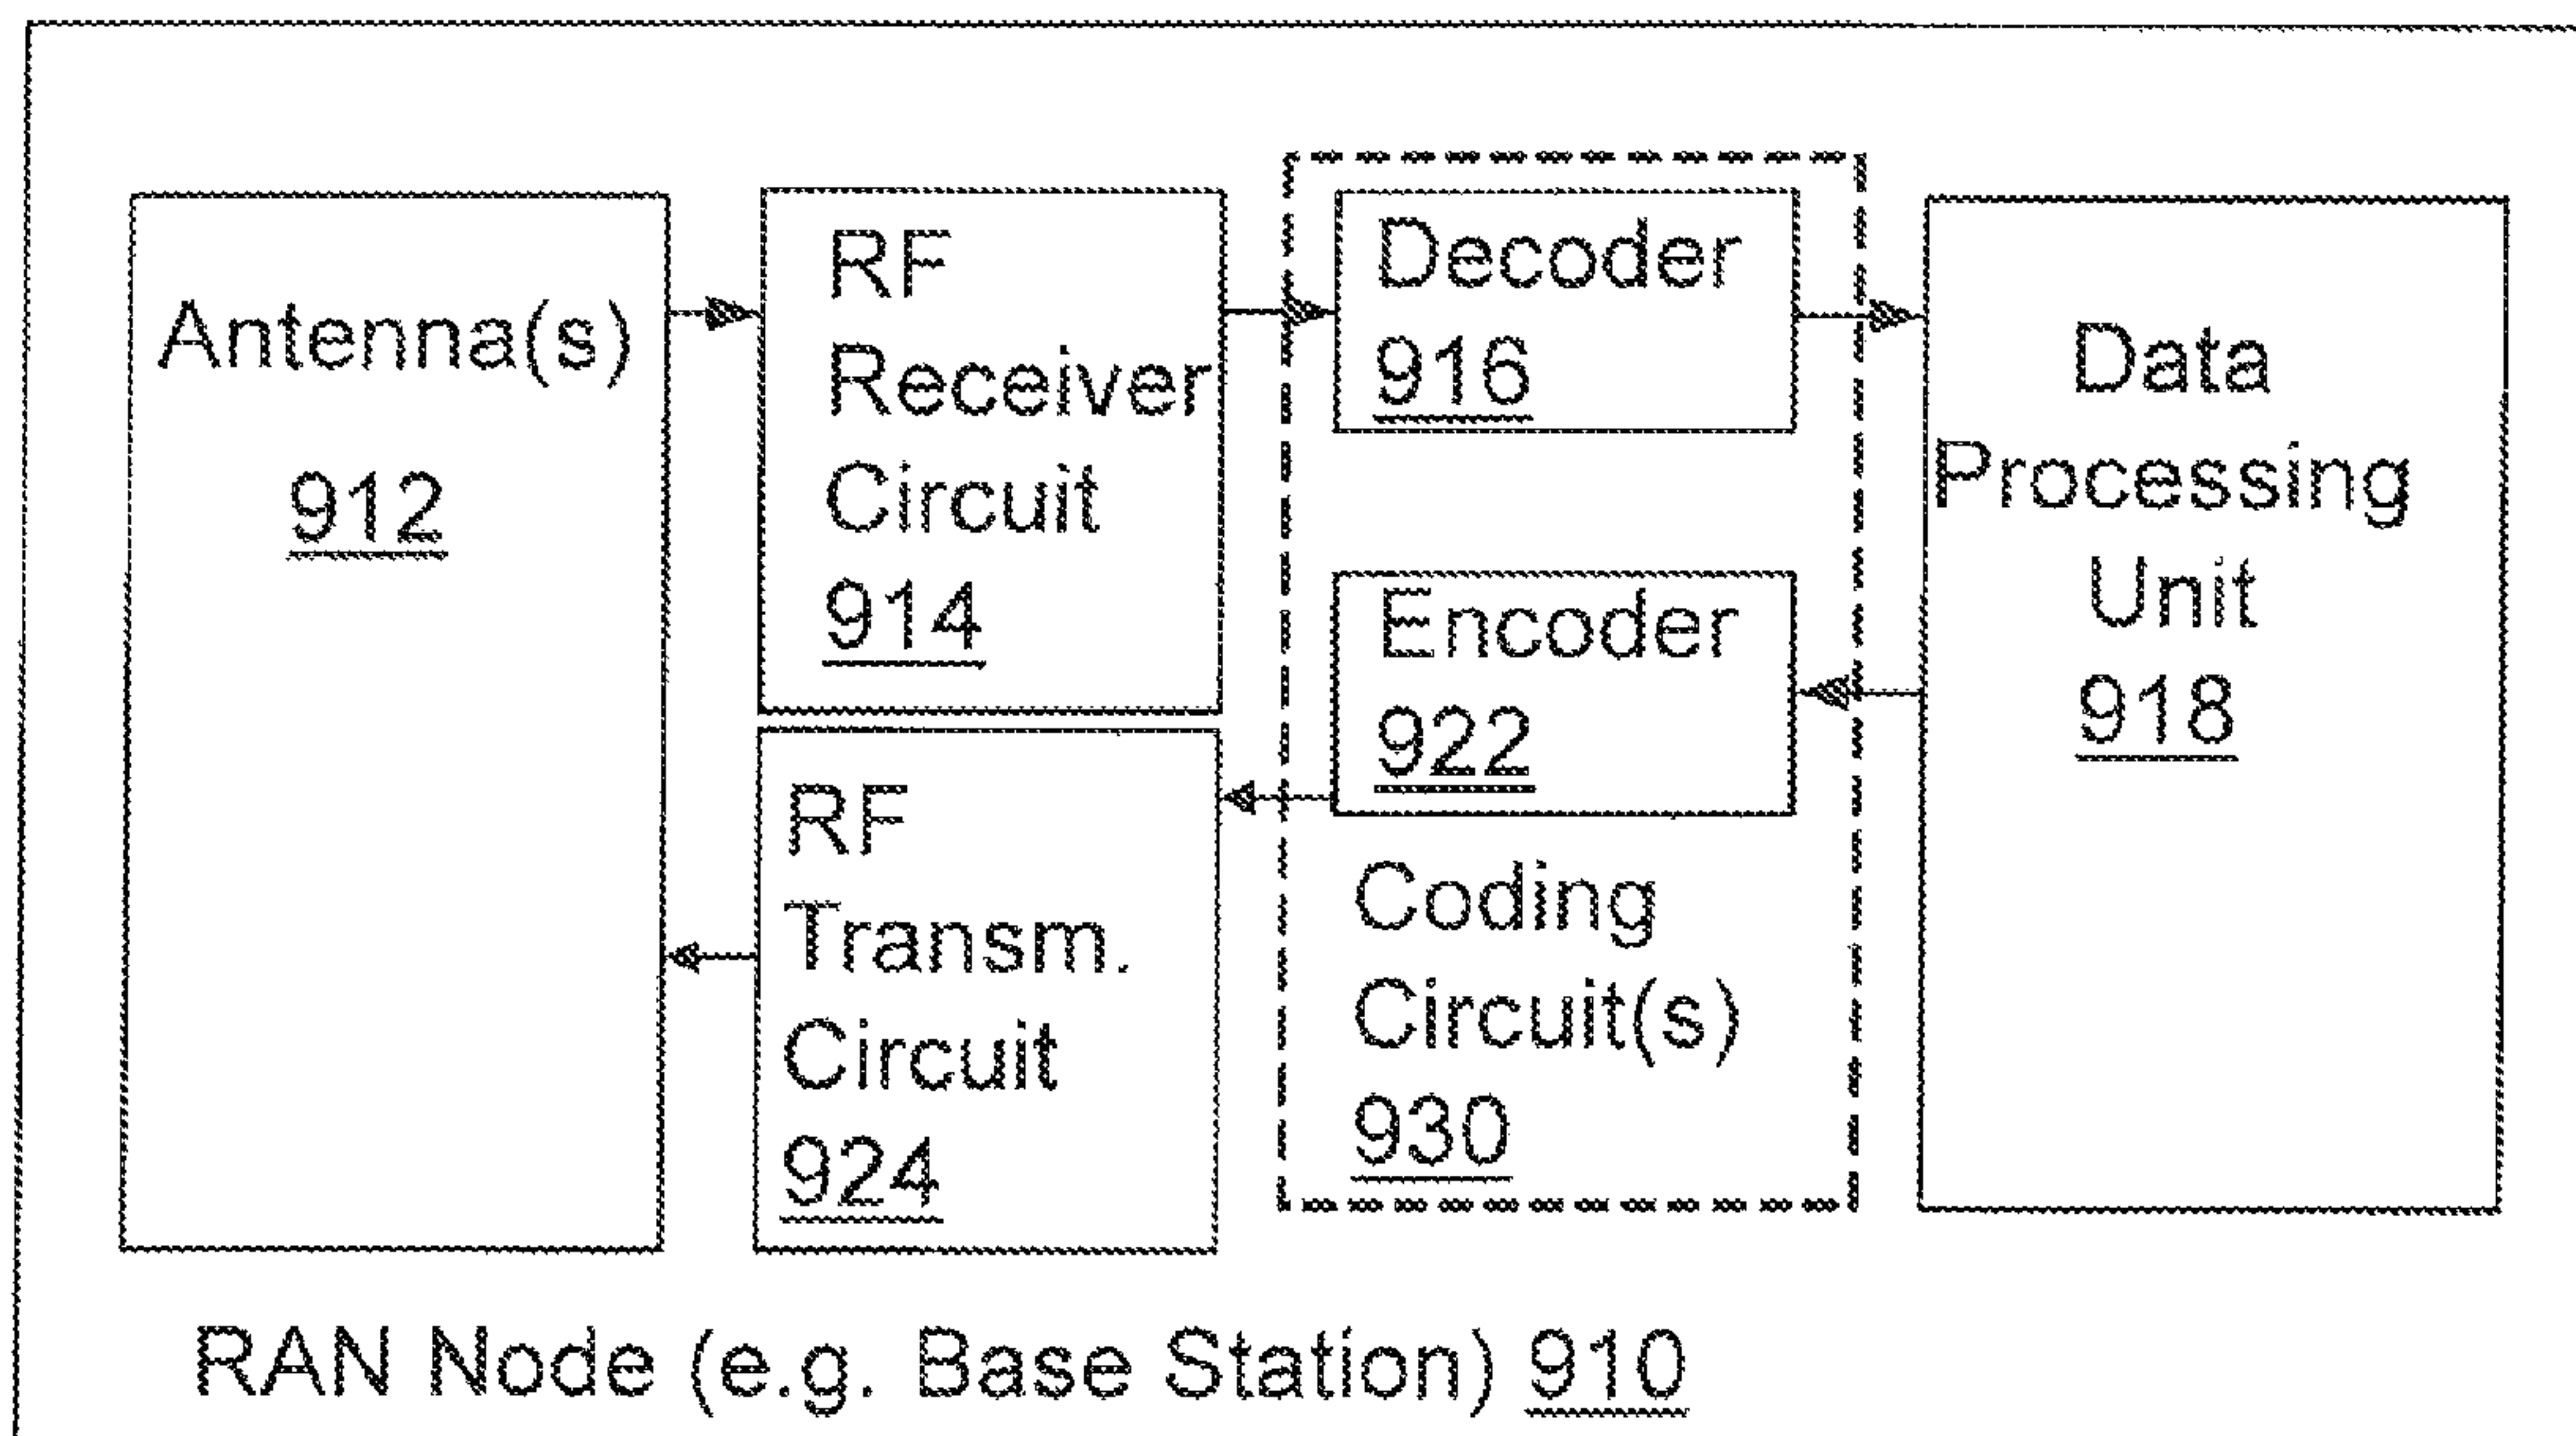 Antenna(s)
912
RF
Receiver
Circuit
914
Decoder
916
Data
Processing
Unit
918
Encoder
922
RF
Transm.
Circuit
924
Coding
Circuit(s)
930
RAN Node (e.g. Base Station) 910